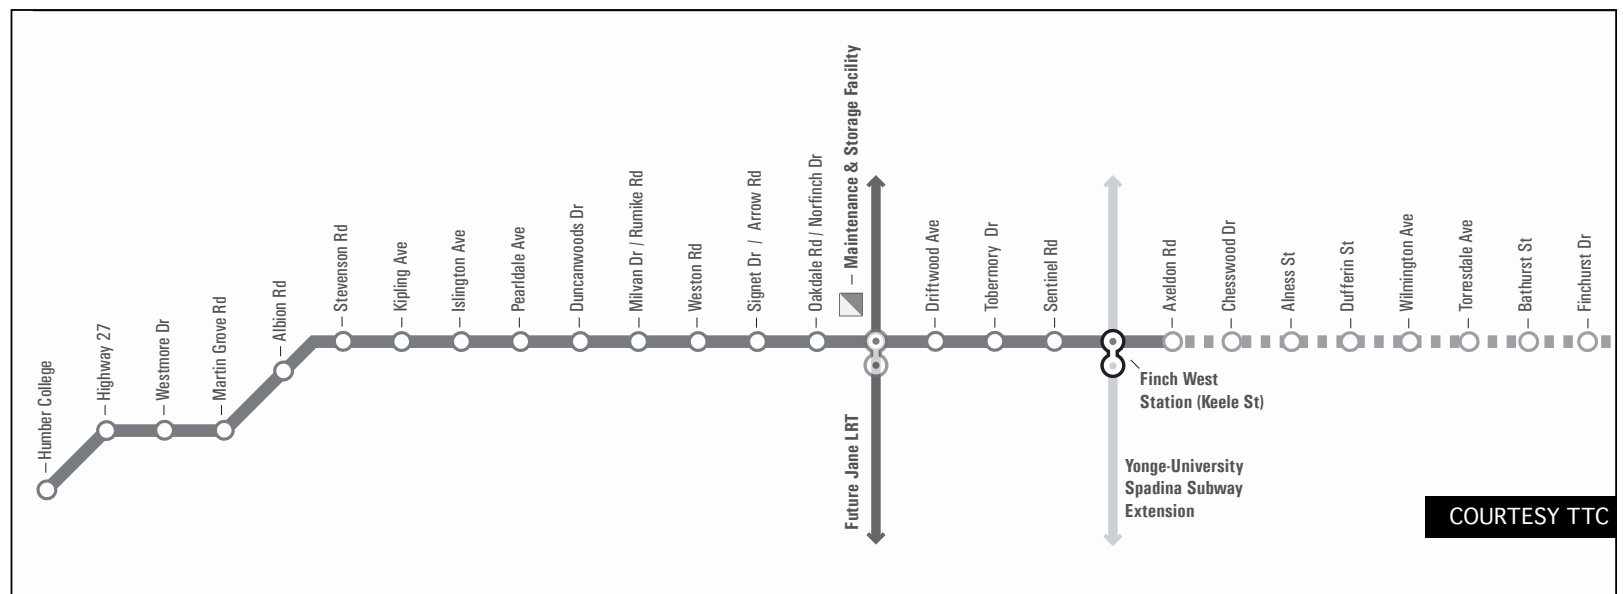 Humber College
Highway 27
Westmore Dr
Martin Grove Rd
Albion Rd
Stevenson Rd
Kipling Ave
Islington Ave
Pearldale Ave
Duncanwoods Dr
Milvan Dr / Rumike Rd
Weston Rd
Signet Dr / Arrow Rd
Oakdale Rd / Norfinch Dr
Maintenance & Storage Facility
Future Jane LRT
Driftwood Ave
Tobermory Dr
Sentinel Rd
Finch West
Station (Keele St)
Yonge-University
Spadina Subway
Extension
Axeldon Rd
Chesswood Dr
Alness St
Dufferin St
Wilmington Ave
Torresdale Ave
Bathurst St
Finchurst Dr
COURTESY TTC